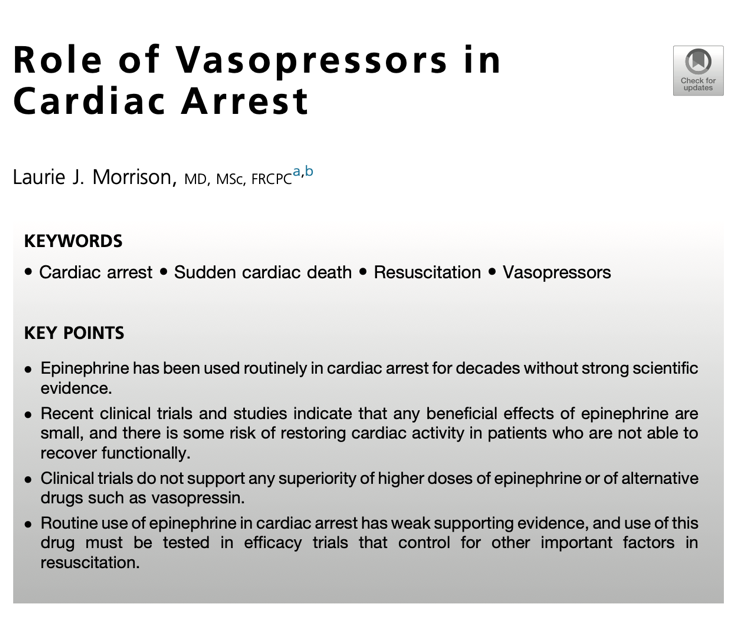 Role of Vasopressors in
Cardiac Arrest
Check for
updates
Laurie J. Morrison, MD, MSc, FRCPCa,b
KEYWORDS
• Cardiac arrest • Sudden cardiac death • Resuscitation • Vasopressors
KEY POINTS
• Epinephrine has been used routinely in cardiac arrest for decades without strong scientific
evidence.
• Recent clinical trials and studies indicate that any beneficial effects of epinephrine are
small, and there is some risk of restoring cardiac activity in patients who are not able to
recover functionally.
• Clinical trials do not support any superiority of higher doses of epinephrine or of alternative
drugs such as vasopressin.
• Routine use of epinephrine in cardiac arrest has weak supporting evidence, and use of this
drug must be tested in efficacy trials that control for other important factors in
resuscitation.